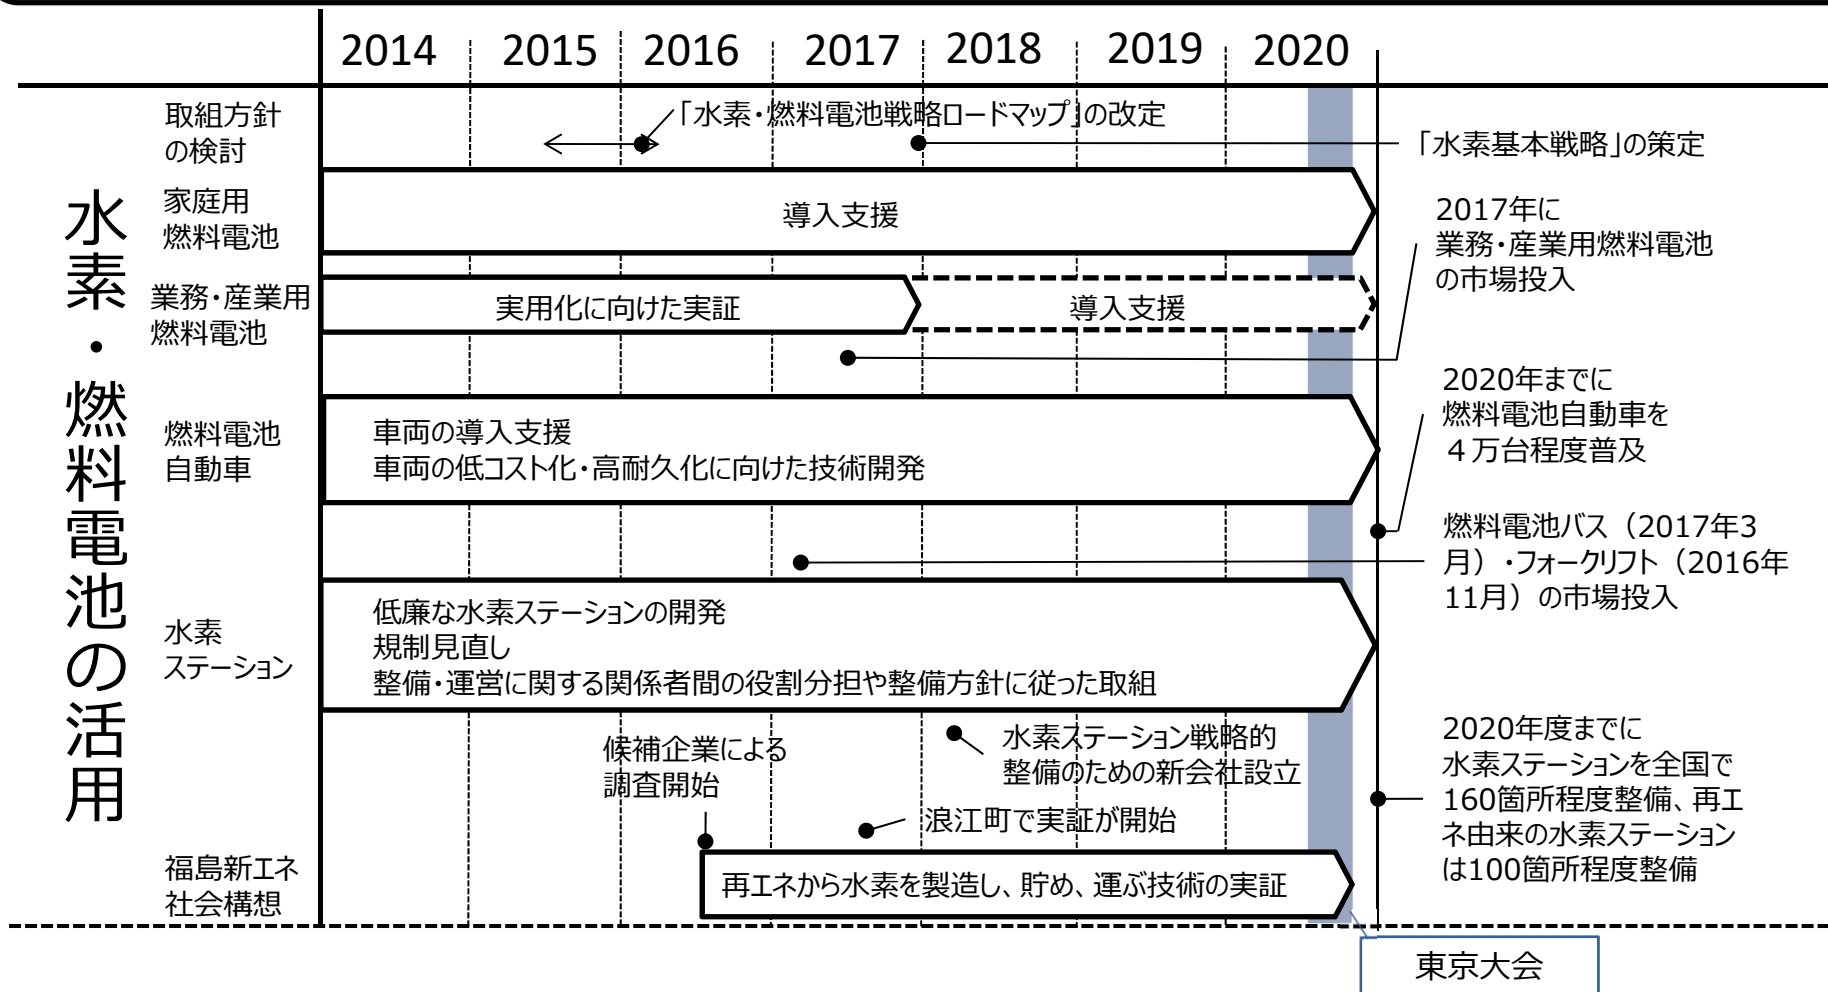 2014 2015 2016 2017 2018 2019 2020
水素・燃料電池の活用
取組方針
の検討
「水素・燃料電池戦略ロードマップ」の改定
「水素基本戦略」の策定
家庭用
燃料電池
導入支援
2017年に
業務・産業用燃料電池
の市場投入
業務・産業用
燃料電池
実用化に向けた実証
導入支援
燃料電池
自動車
車両の導入支援
車両の低コスト化・高耐久化に向けた技術開発
2020年までに
燃料電池自動車を
４万台程度普及
燃料電池バス（2017年3
月）・フォークリフト（2016年
11月）の市場投入
水素
ステーション
低廉な水素ステーションの開発
規制見直し
整備・運営に関する関係者間の役割分担や整備方針に従った取組
水素ステーション戦略的
整備のための新会社設立
2020年度までに
水素ステーションを全国で
160箇所程度整備、再エ
ネ由来の水素ステーション
は100箇所程度整備
候補企業による
調査開始
浪江町で実証が開始
福島新エネ
社会構想
再エネから水素を製造し、貯め、運ぶ技術の実証
東京大会